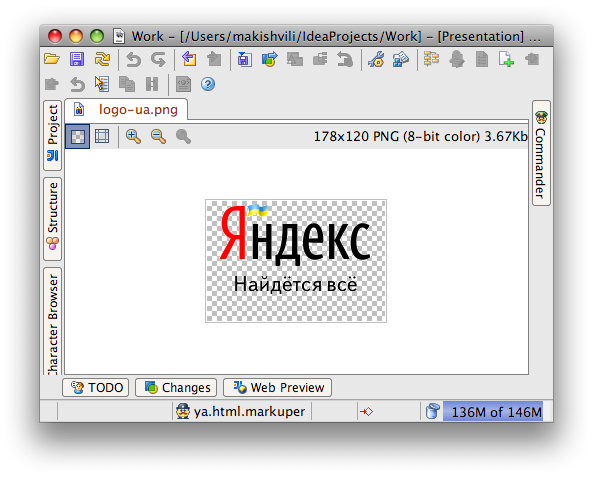 Work – [/Users/makishvili/IdeaProjects/Work] – [Presentation] ...
logo-ua.png
178x120 PNG (8-bit color) 3.67Kb
Project
Structure
Character Browser
Commander
Яндекс
Найдётся всё
TODO
Changes
Web Preview
ya.html.markuper
136M of 146M